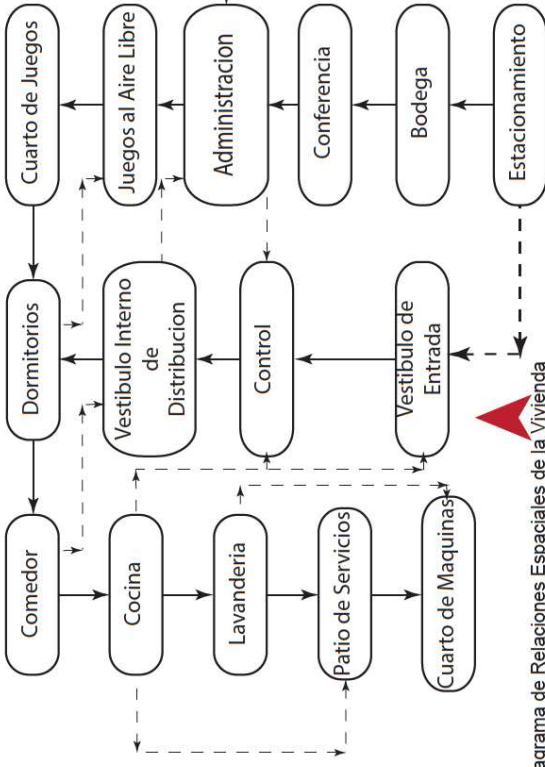 Comedor
Dormitorios
Cuarto de Juegos
Cocina
Vestibulo Interno
de
Distribucion
Juegos al Aire Libre
Lavanderia
Control
Administracion
Patio de Servicios
Conferencia
Cuarto de Maquinas
Vestibulo de
Entrada
Bodega
Estacionamiento
agrama de Relaciones Espaciales de la Vivienda